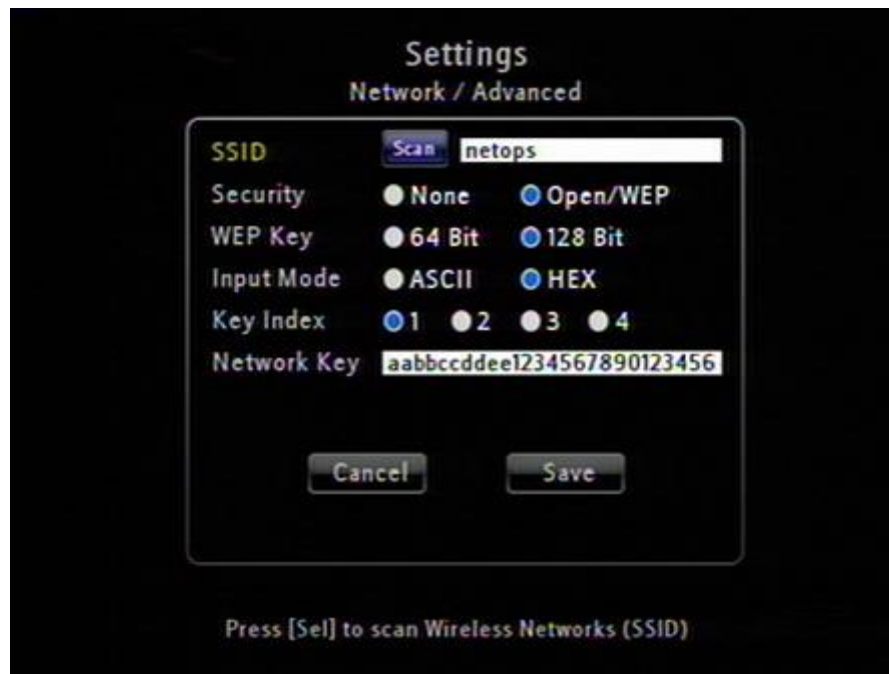 Settings
Network / Advanced
SSID Scan netops
Security None Open/WEP
WEP Key 64 Bit 128 Bit
Input Mode ASCII HEX
Key Index 1 2 3 4
Network Key aabbccddee1234567890123456
Cancel Save
Press [Sel] to scan Wireless Networks (SSID)